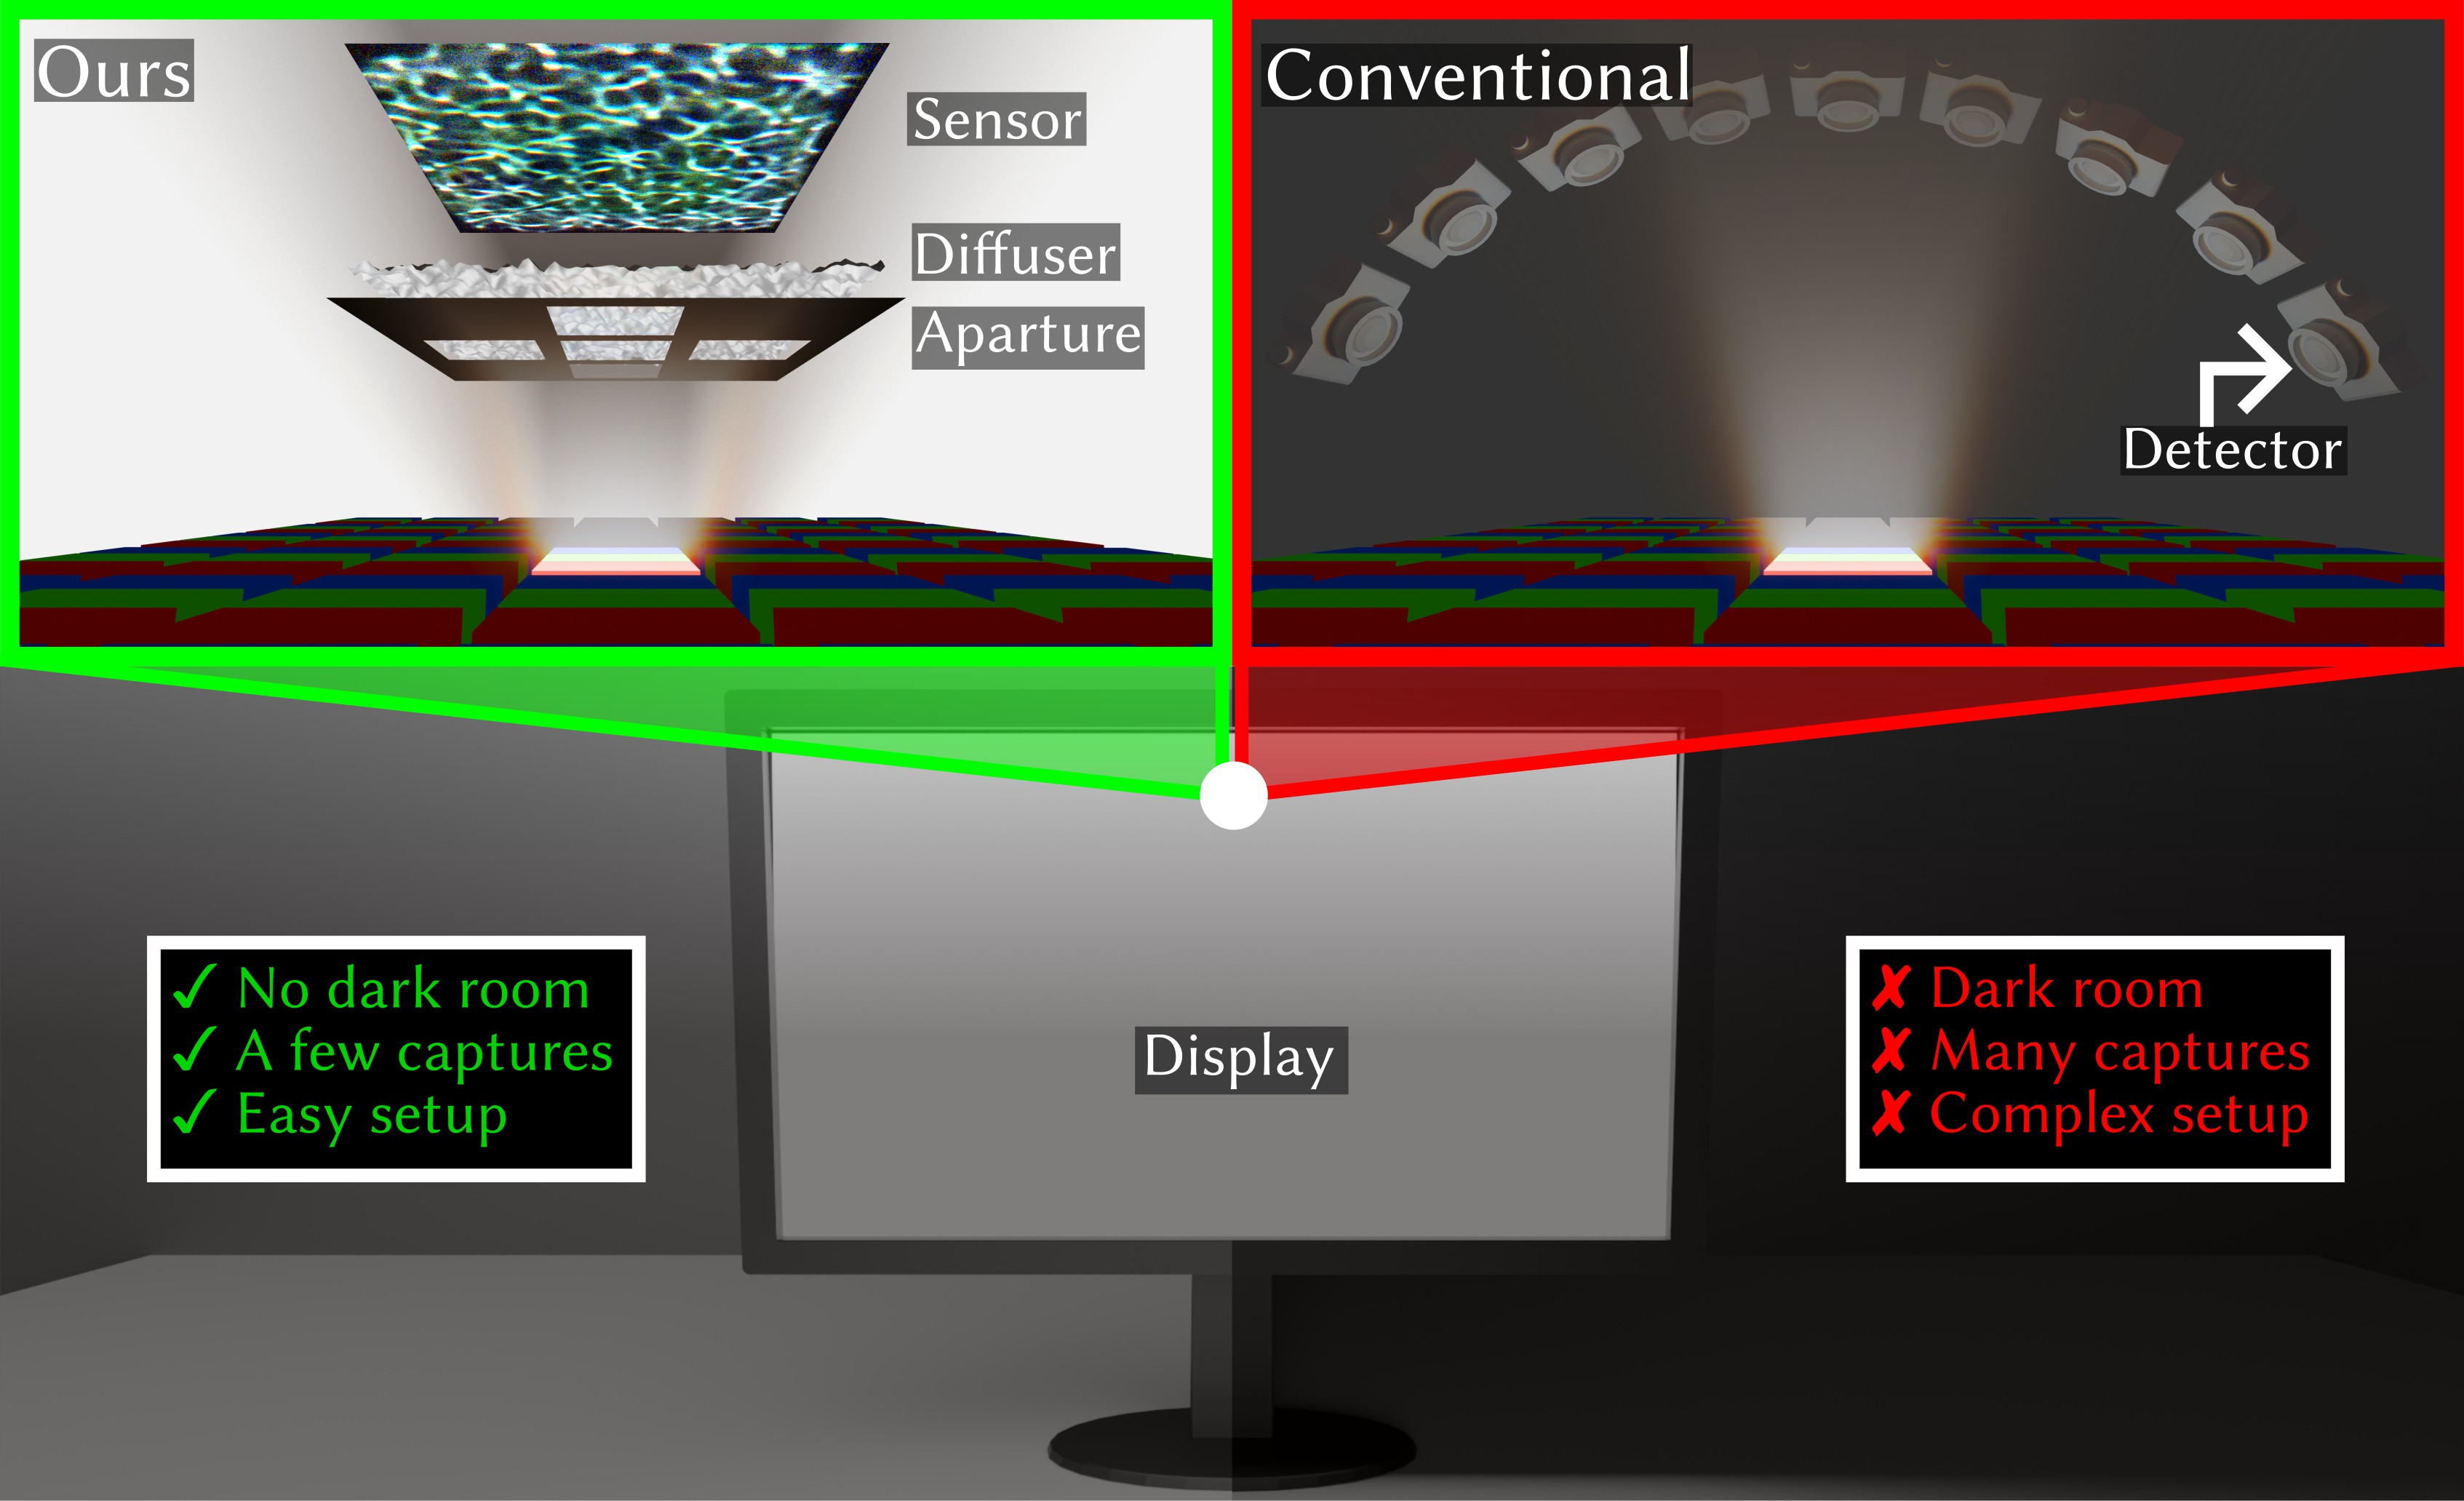 Ours
Sensor
Diffuser
Aparture
Conventional
Detector
✓ No dark room
✓ A few captures
✓ Easy setup
Display
✗ Dark room
✗ Many captures
✗ Complex setup